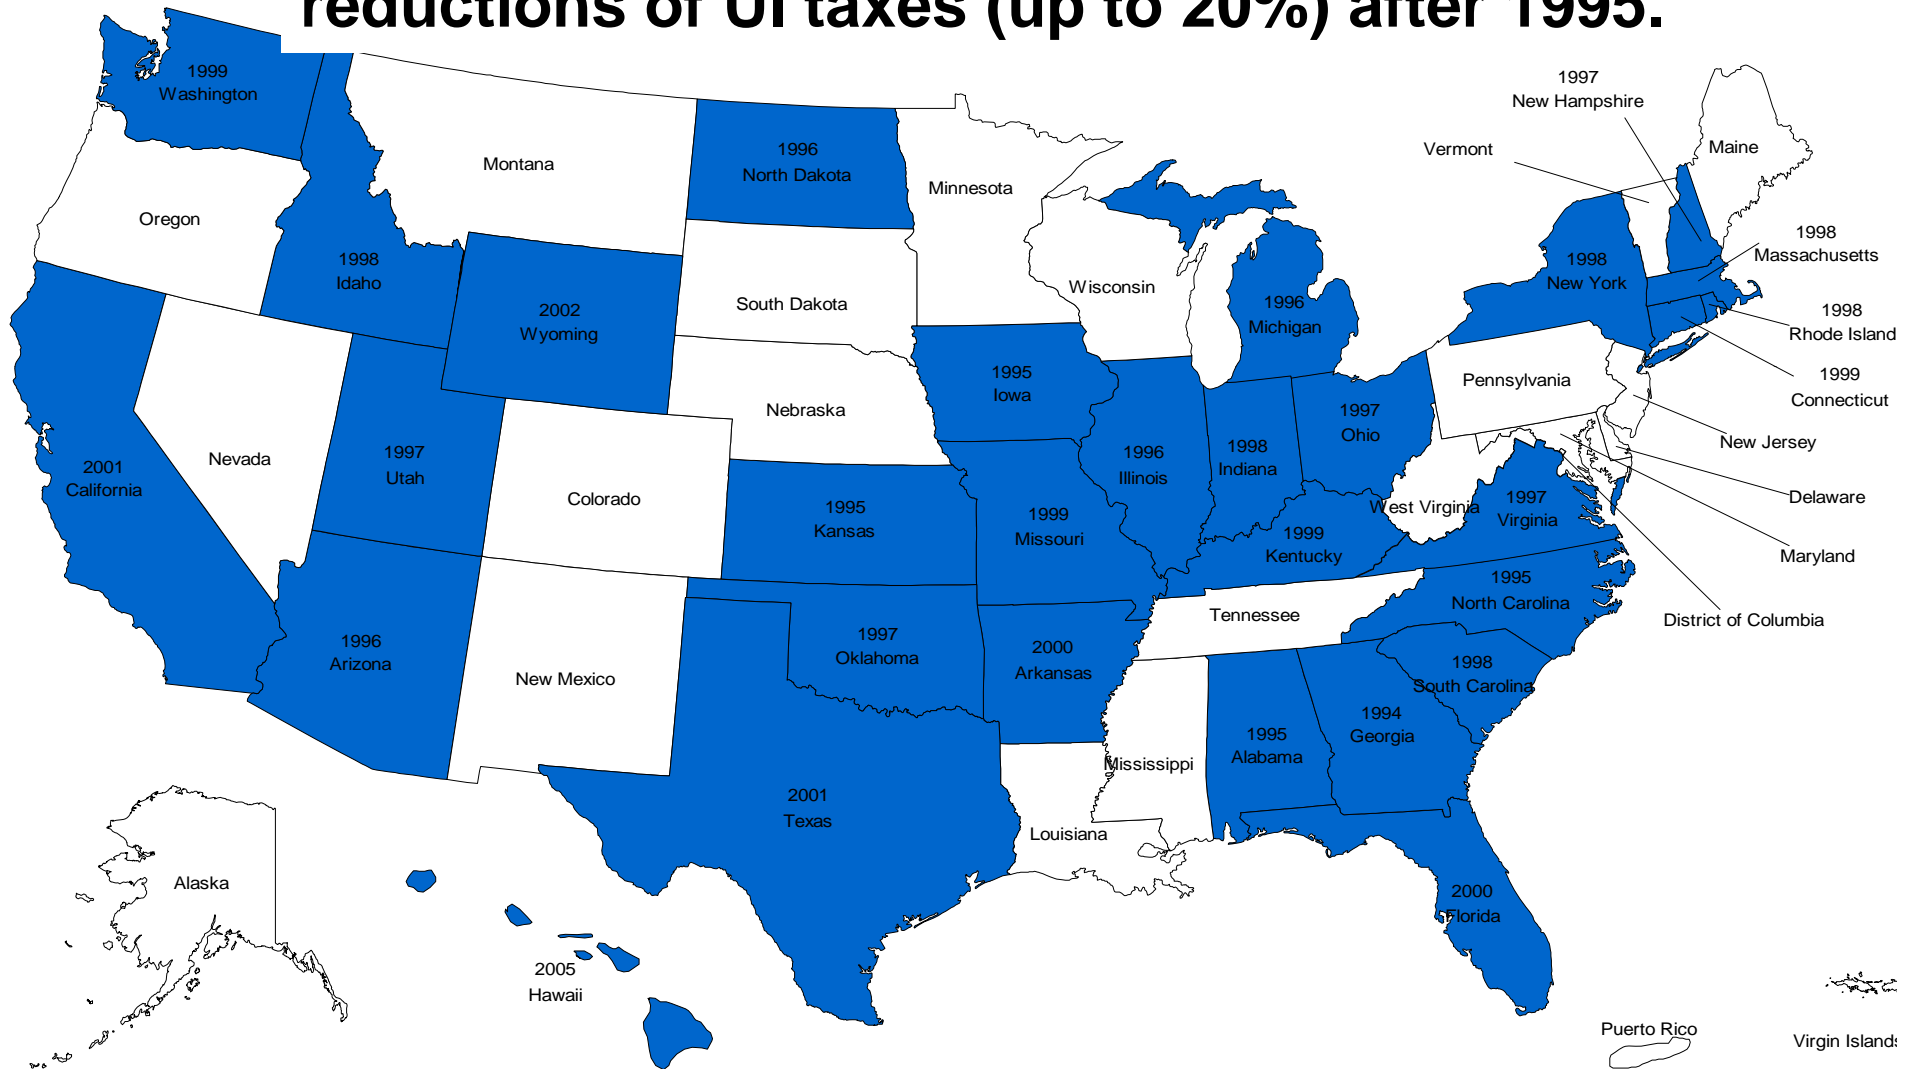 reductions of UI taxes (up to 20%) after 1995.
1999
Washington
Oregon
1998
Idaho
Montana
2002
Wyoming
1996
North Dakota
South Dakota
Nebraska
Minnesota
Wisconsin
1996
Michigan
1997
New Hampshire
Vermont
Maine
1998
Massachusetts
1998
New York
1998
Rhode Island
1999
Connecticut
Pennsylvania
New Jersey
Delaware
Maryland
District of Columbia
2001
California
Nevada
1997
Utah
Colorado
1995
Kansas
1995
Iowa
1999
Missouri
1996
Illinois
1998
Indiana
1997
Ohio
West Virginia
1997
Virginia
1999
Kentucky
1995
North Carolina
Tennessee
1998
South Carolina
1996
Arizona
New Mexico
1997
Oklahoma
2000
Arkansas
2001
Texas
Louisiana
Mississippi
1995
Alabama
1994
Georgia
2000
Florida
Alaska
2005
Hawaii
Puerto Rico
Virgin Islands